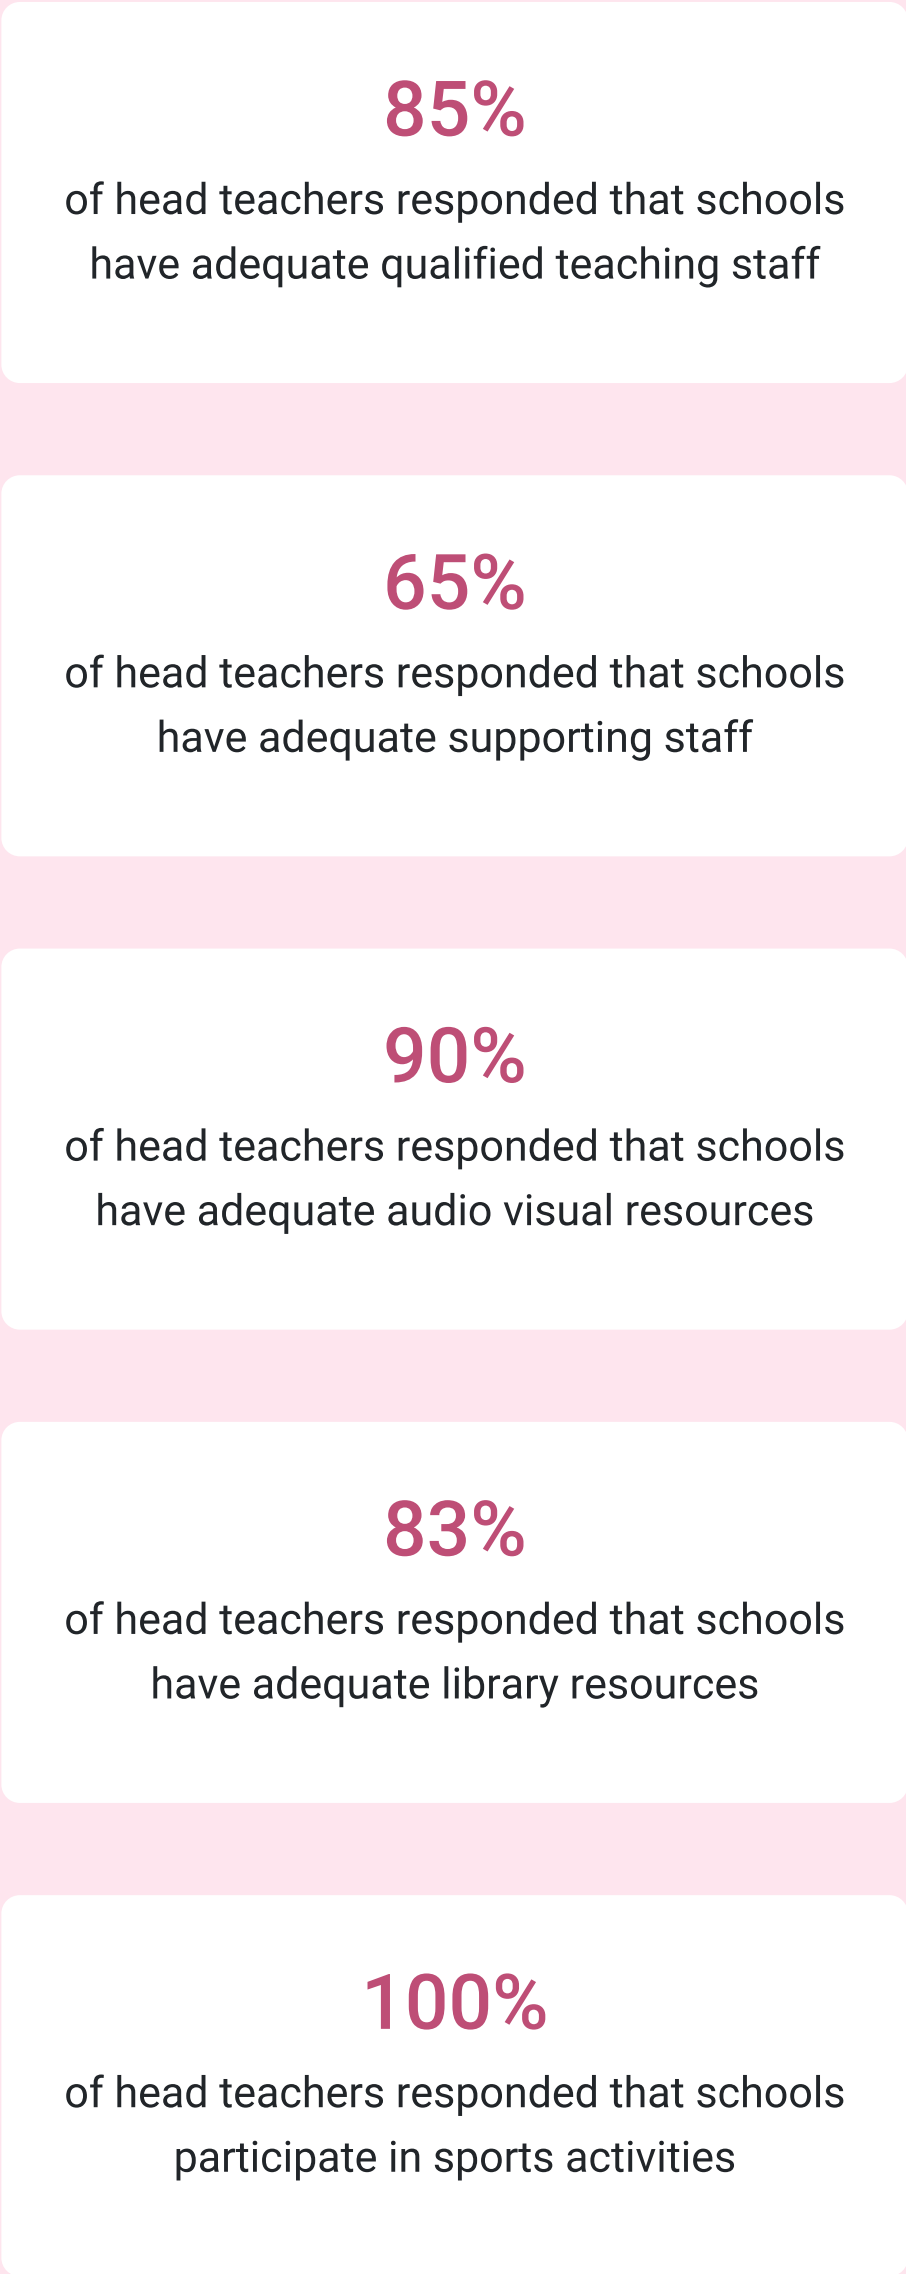 85%
of head teachers responded that schools
have adequate qualified teaching staff
65%
of head teachers responded that schools
have adequate supporting staff
90%
of head teachers responded that schools
have adequate audio visual resources
83%
of head teachers responded that schools
have adequate library resources
100%
of head teachers responded that schools
participate in sports activities